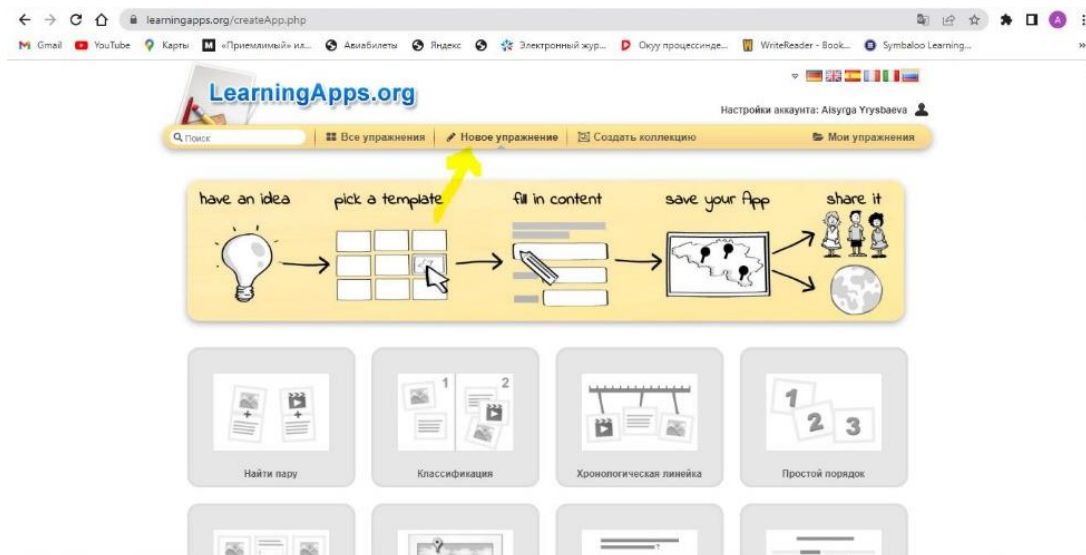 learningapps.org/createApp.php
Gmail YouTube Карты «Приемлимый» ил... Авиабилеты Яндекс Электронный жур... Окуу процессинде... WriteReader - Book... Symbaloo Learning... »
LearningApps.org
Настройки аккаунта: Aisyrga Yrysbaeva
Поиск Все упражнения Новое упражнение Создать коллекцию Мои упражнения
have an idea pick a template fill in content save your App share it
1 2
1 2 3
Найти пару Классификация Хронологическая линейка Простой порядок